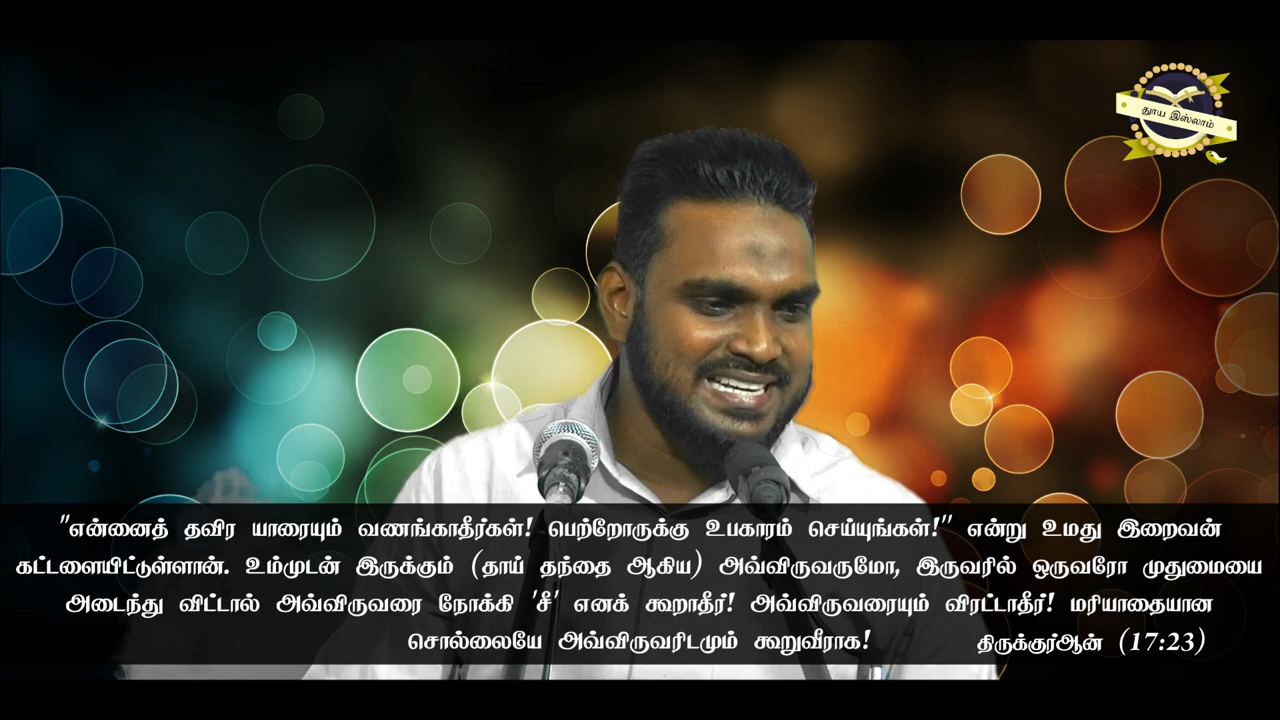 தூய இஸ்லாம்
"என்னைத் தவிர யாரையும் வணங்காதீர்கள்! பெற்றோருக்கு உபகாரம் செய்யுங்கள்!" என்று உமது இறைவன்
கட்டளையிட்டுள்ளான். உம்முடன் இருக்கும் (தாய் தந்தை ஆகிய) அவ்விருவருமோ, இருவரில் ஒருவரோ முதுமையை
அடைந்து விட்டால் அவ்விருவரை நோக்கி 'சீ' எனக் கூறாதீர்! அவ்விருவரையும் விரட்டாதீர்! மரியாதையான
சொல்லையே அவ்விருவரிடமும் கூறுவீராக! திருக்குர்ஆன் (17:23)